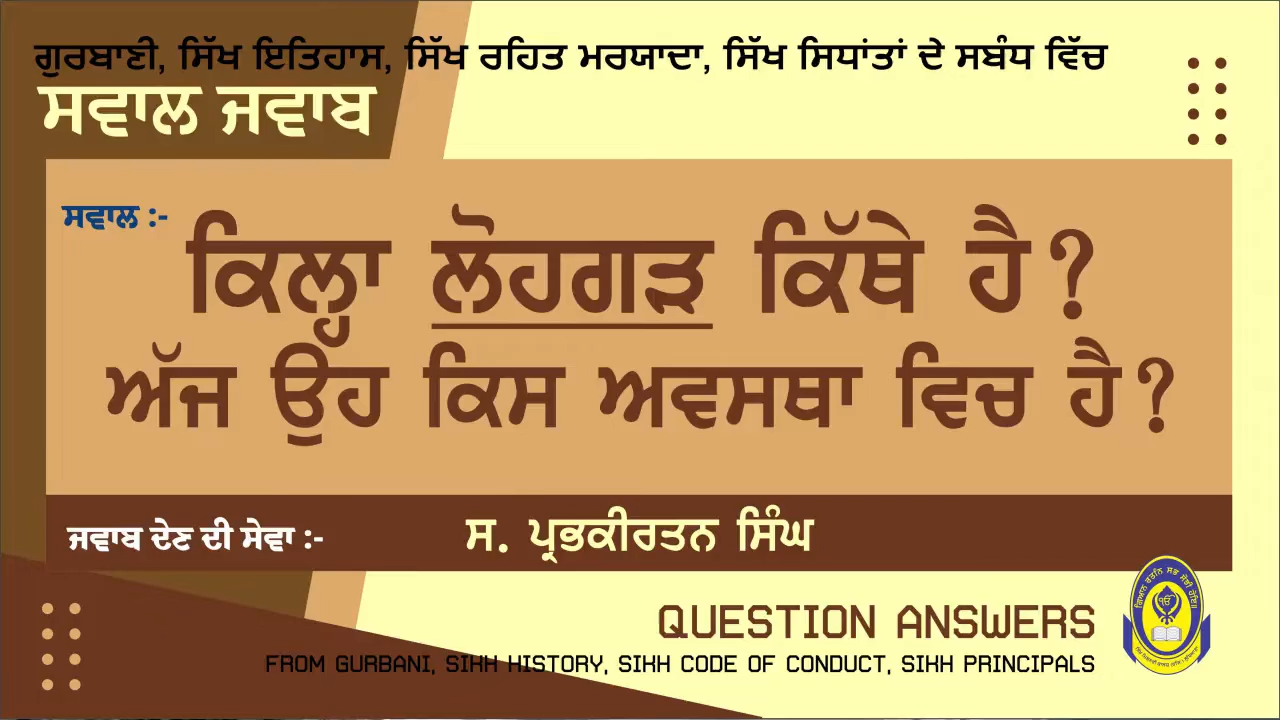 ਗੁਰਬਾਣੀ, ਸਿੱਖ ਇਤਿਹਾਸ, ਸਿੱਖ ਰਹਿਤ ਮਰਯਾਦਾ, ਸਿੱਖ ਸਿਧਾਂਤਾਂ ਦੇ ਸਬੰਧ ਵਿੱਚ
ਸਵਾਲ ਜਵਾਬ
ਸਵਾਲ :-
ਕਿਲ੍ਹਾ ਲੋਹਗੜ ਕਿੱਥੇ ਹੈ?
ਅੱਜ ਉਹ ਕਿਸ ਅਵਸਥਾ ਵਿਚ ਹੈ?
ਜਵਾਬ ਦੇਣ ਦੀ ਸੇਵਾ :- ਸ. ਪ੍ਰਭਕੀਰਤਨ ਸਿੰਘ
QUESTION ANSWERS
FROM GURBANI, SIKH HISTORY, SIKH CODE OF CONDUCT, SIKH PRINCIPALS